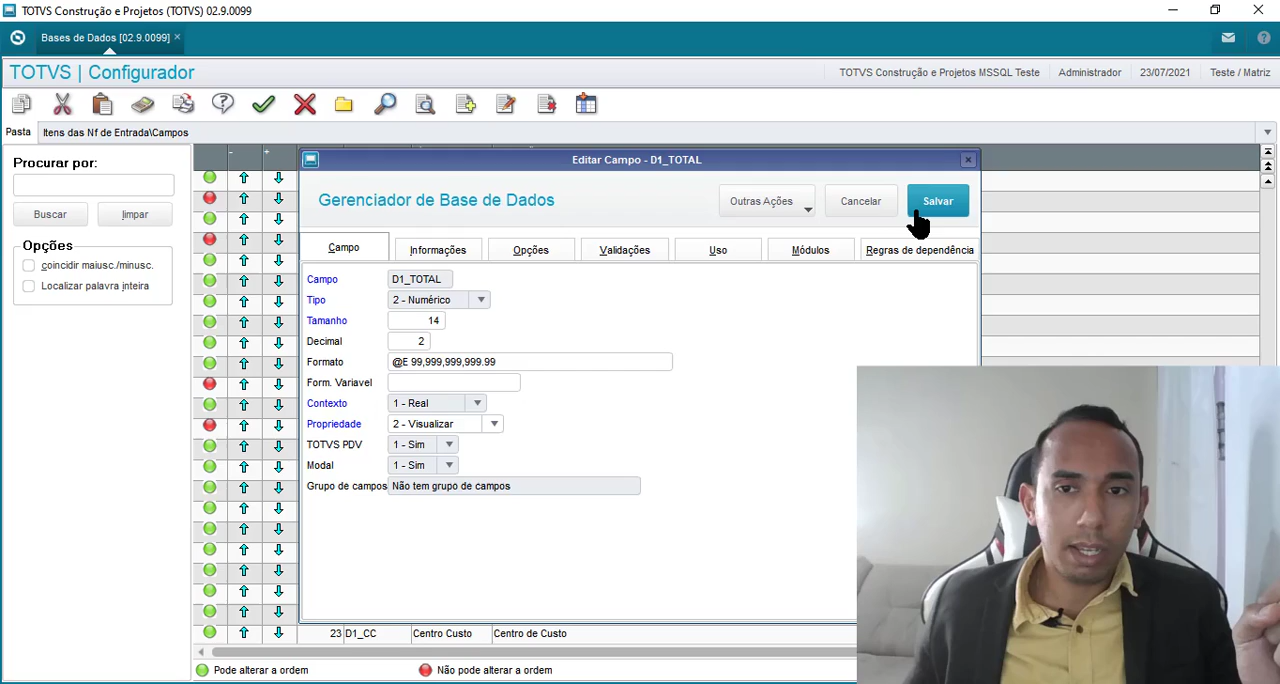 TOTVS Construção e Projetos (TOTVS) 02.9.0099
Bases de Dados [02.9.0099] ×
TOTVS | Configurador
TOTVS Construção e Projetos MSSQL Teste Administrador 23/07/2021 Teste / Matriz
Pasta Itens das Nf de Entrada\Campos
Procurar por:
Buscar limpar
Opções
coincidir maiusc./minusc.
Localizar palavra inteira
- +
Editar Campo - D1_TOTAL
Gerenciador de Base de Dados
Outras Ações Cancelar Salvar
Campo Informações Opções Validações Uso Módulos Regras de dependência
Campo D1_TOTAL
Tipo 2 - Numérico
Tamanho 14
Decimal 2
Formato @E 99,999,999,999.99
Form. Variavel
Contexto 1 - Real
Propriedade 2 - Visualizar
TOTVS PDV 1 - Sim
Modal 1 - Sim
Grupo de campos Não tem grupo de campos
23 D1_CC Centro Custo Centro de Custo
Pode alterar a ordem Não pode alterar a ordem